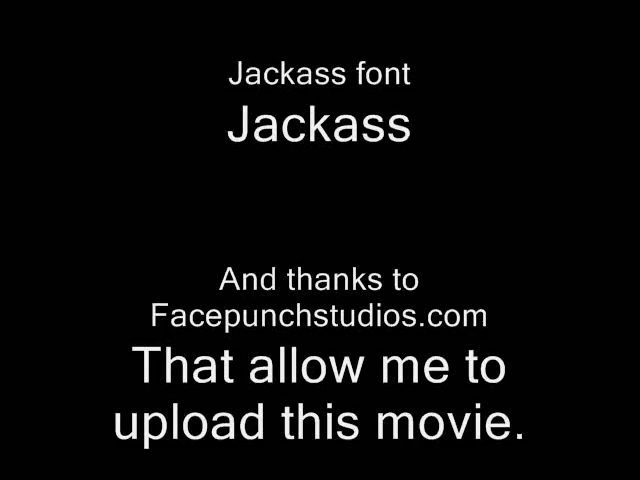 Jackass font
Jackass
And thanks to
Facepunchstudios.com
That allow me to
upload this movie.